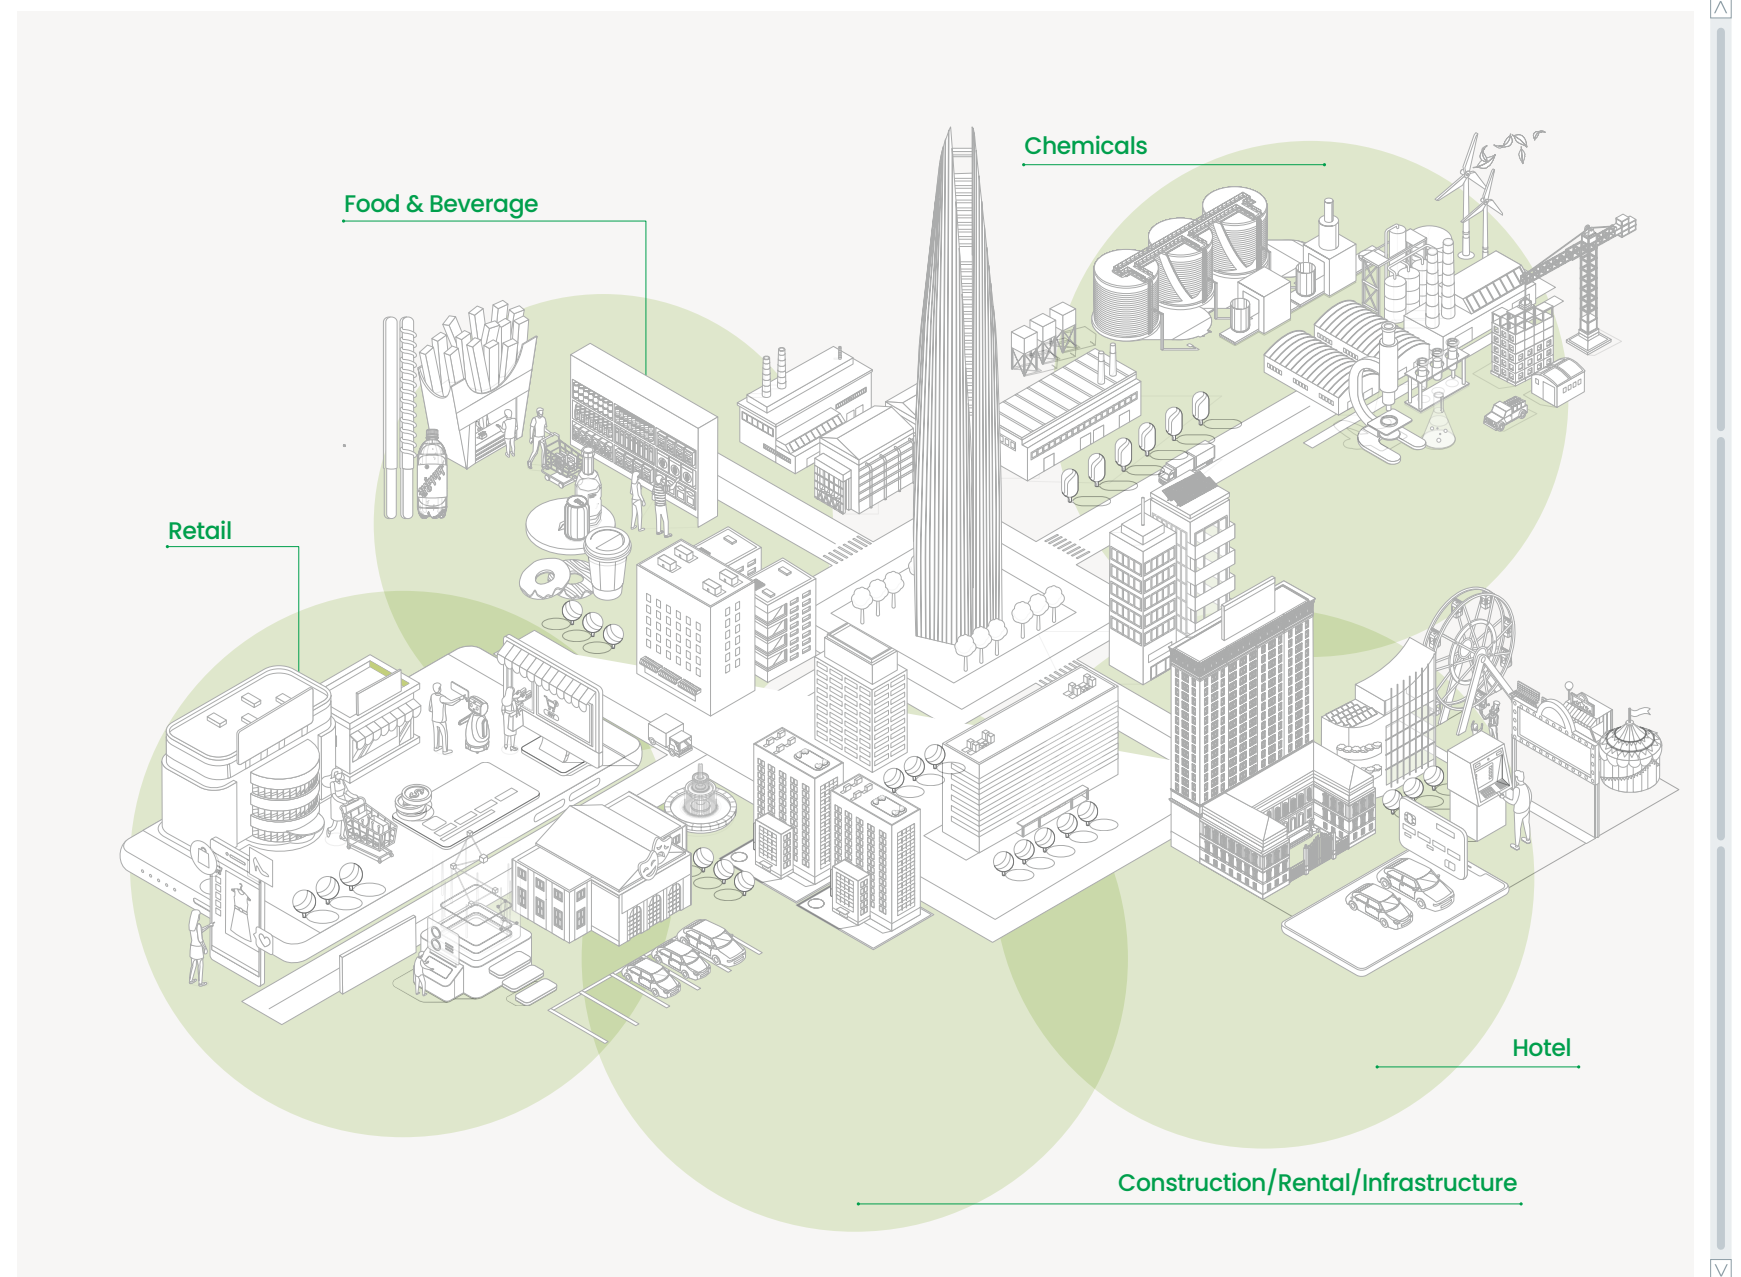 Chemicals
Food & Beverage
Retail
Hotel
Construction/Rental/Infrastructure